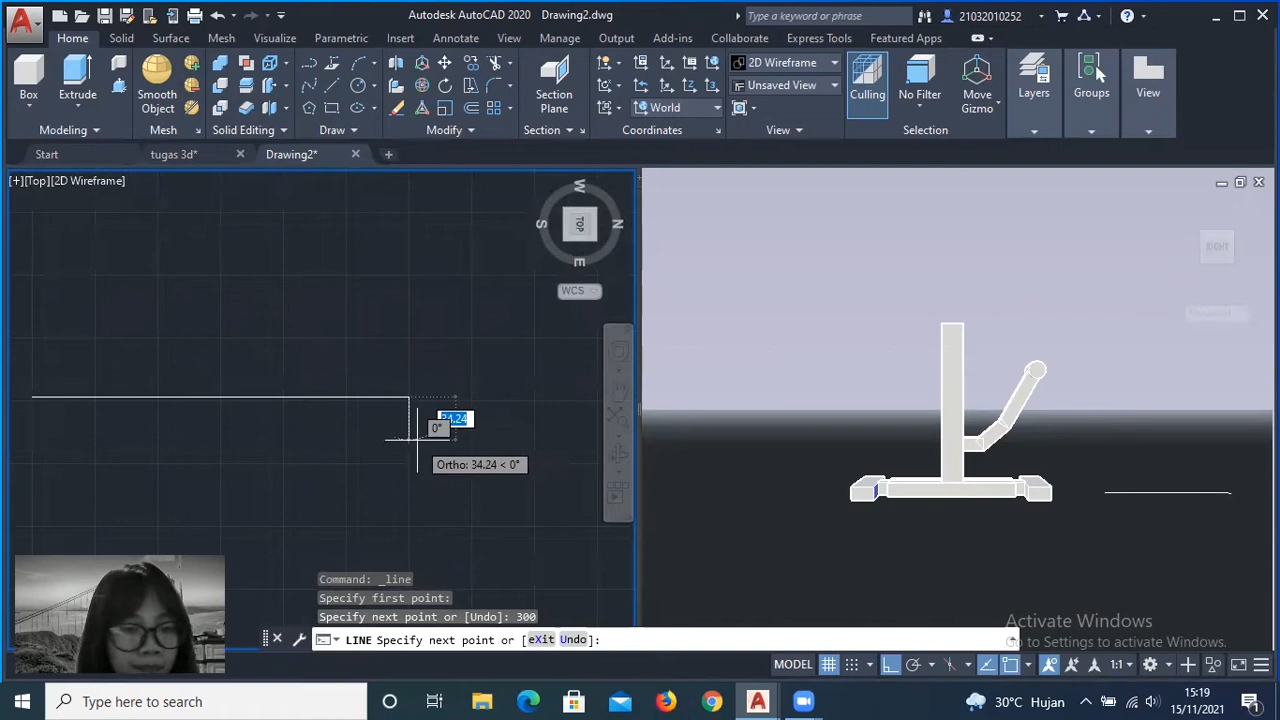 Autodesk AutoCAD 2020 Drawing2.dwg
Type a keyword or phrase
21032010252
Home Solid Surface Mesh Visualize Parametric Insert Annotate View Manage Output Add-ins Collaborate Express Tools Featured Apps
2D Wireframe
Unsaved View
World
Box Extrude Smooth Object Section Plane Culling No Filter Move Gizmo Layers Groups View
Modeling Mesh Solid Editing Draw Modify Section Coordinates View Selection
Start tugas 3d* Drawing2*
[+][Top][2D Wireframe]
W
S TOP N
E
WCS
RIGHT
34.24
0°
Ortho: 34.24 < 0°
Command: _line
Specify first point:
Specify next point or [Undo]: 300
LINE Specify next point or [eXit Undo]:
Activate Windows
Go to Settings to activate Windows.
MODEL 1:1
Type here to search
30°C Hujan
15:19
15/11/2021
1